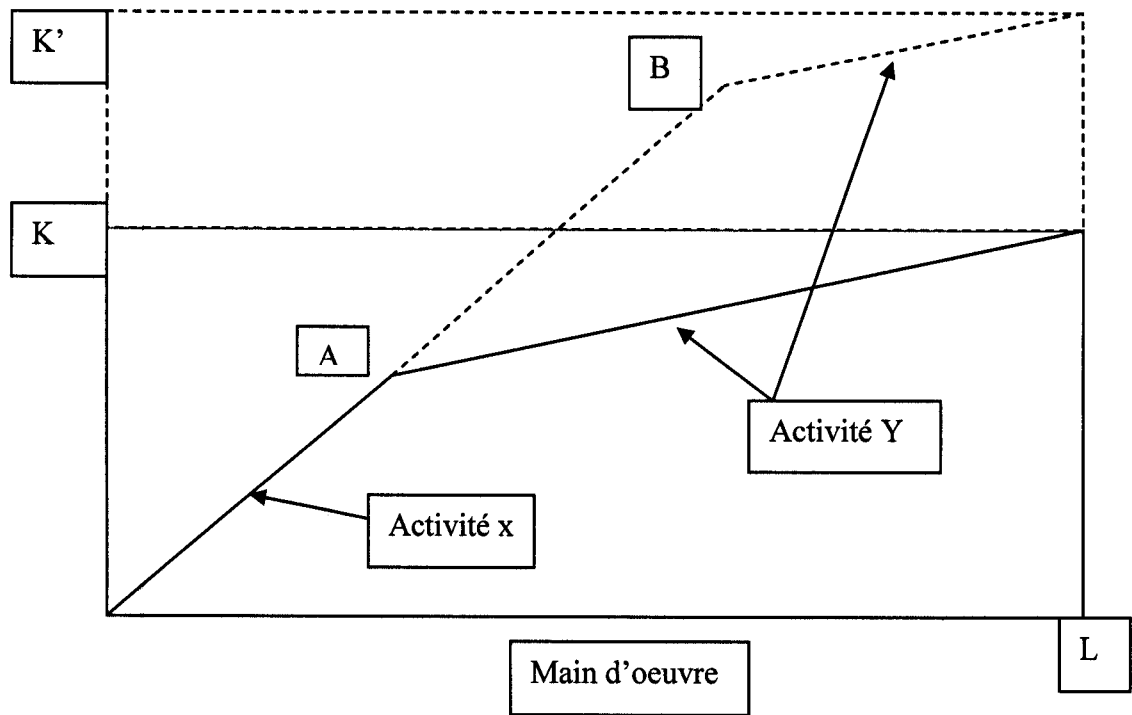 K’
B
K
A
Activité Y
Activité x
L
Main d’oeuvre